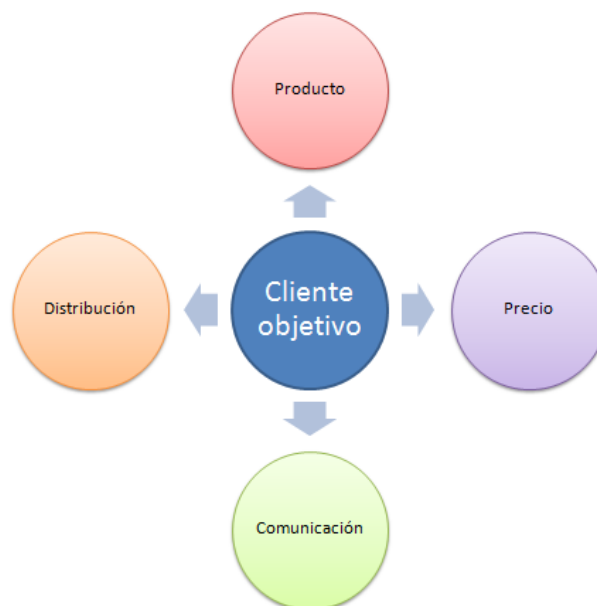 Producto
Distribución
Cliente
objetivo
Precio
Comunicación